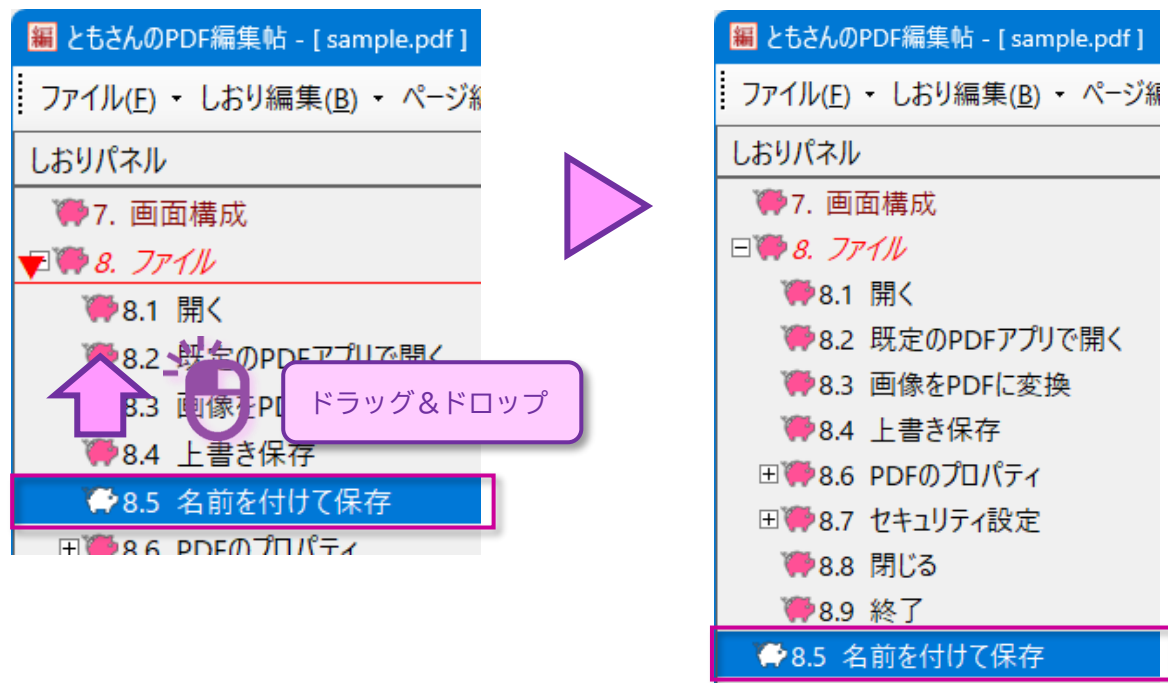 編 ともさんのPDF編集帖 - [ sample.pdf ]
ファイル(F) しおり編集(B) ページ編
しおりパネル
7. 画面構成
8. ファイル
8.1 開く
8.2 既定のPDFアプリで開く
8.3 画像をPD
ドラッグ＆ドロップ
8.4 上書き保存
8.5 名前を付けて保存
8.6 PDFのプロパティ
編 ともさんのPDF編集帖 - [ sample.pdf ]
ファイル(F) しおり編集(B) ページ編
しおりパネル
7. 画面構成
8. ファイル
8.1 開く
8.2 既定のPDFアプリで開く
8.3 画像をPDFに変換
8.4 上書き保存
8.6 PDFのプロパティ
8.7 セキュリティ設定
8.8 閉じる
8.9 終了
8.5 名前を付けて保存